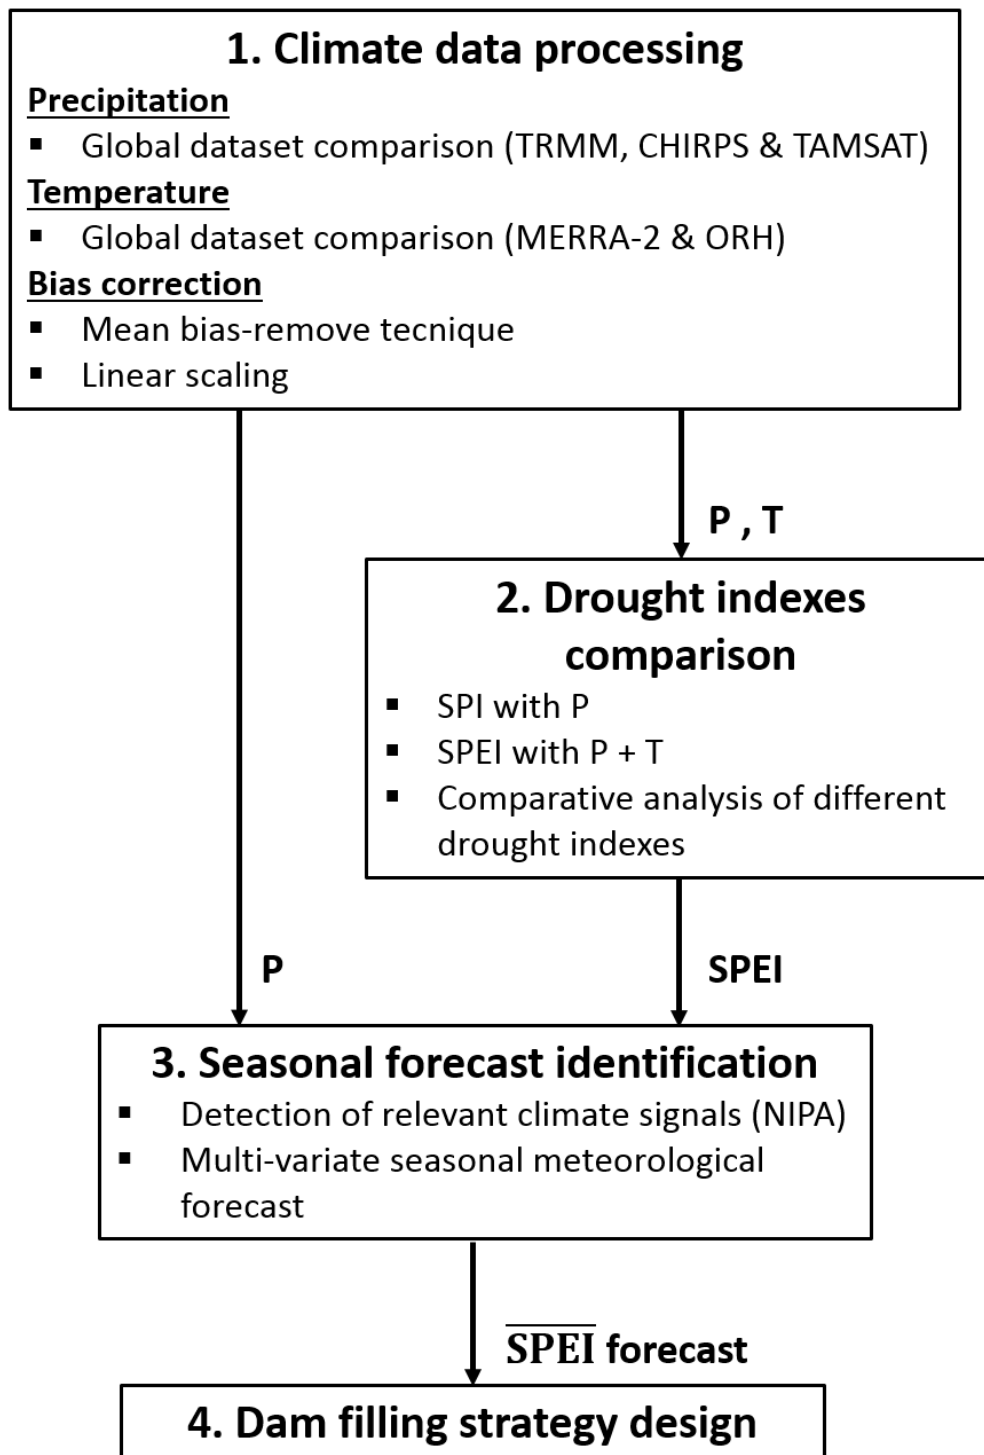 1. Climate data processing
Precipitation
▪ Global dataset comparison (TRMM, CHIRPS & TAMSAT)
Temperature
▪ Global dataset comparison (MERRA-2 & ORH)
Bias correction
▪ Mean bias-remove tecnique
▪ Linear scaling
P , T
2. Drought indexes
comparison
▪ SPI with P
▪ SPEI with P + T
▪ Comparative analysis of different
drought indexes
P
SPEI
3. Seasonal forecast identification
▪ Detection of relevant climate signals (NIPA)
▪ Multi-variate seasonal meteorological
forecast
S̅P̅E̅I̅ forecast
4. Dam filling strategy design